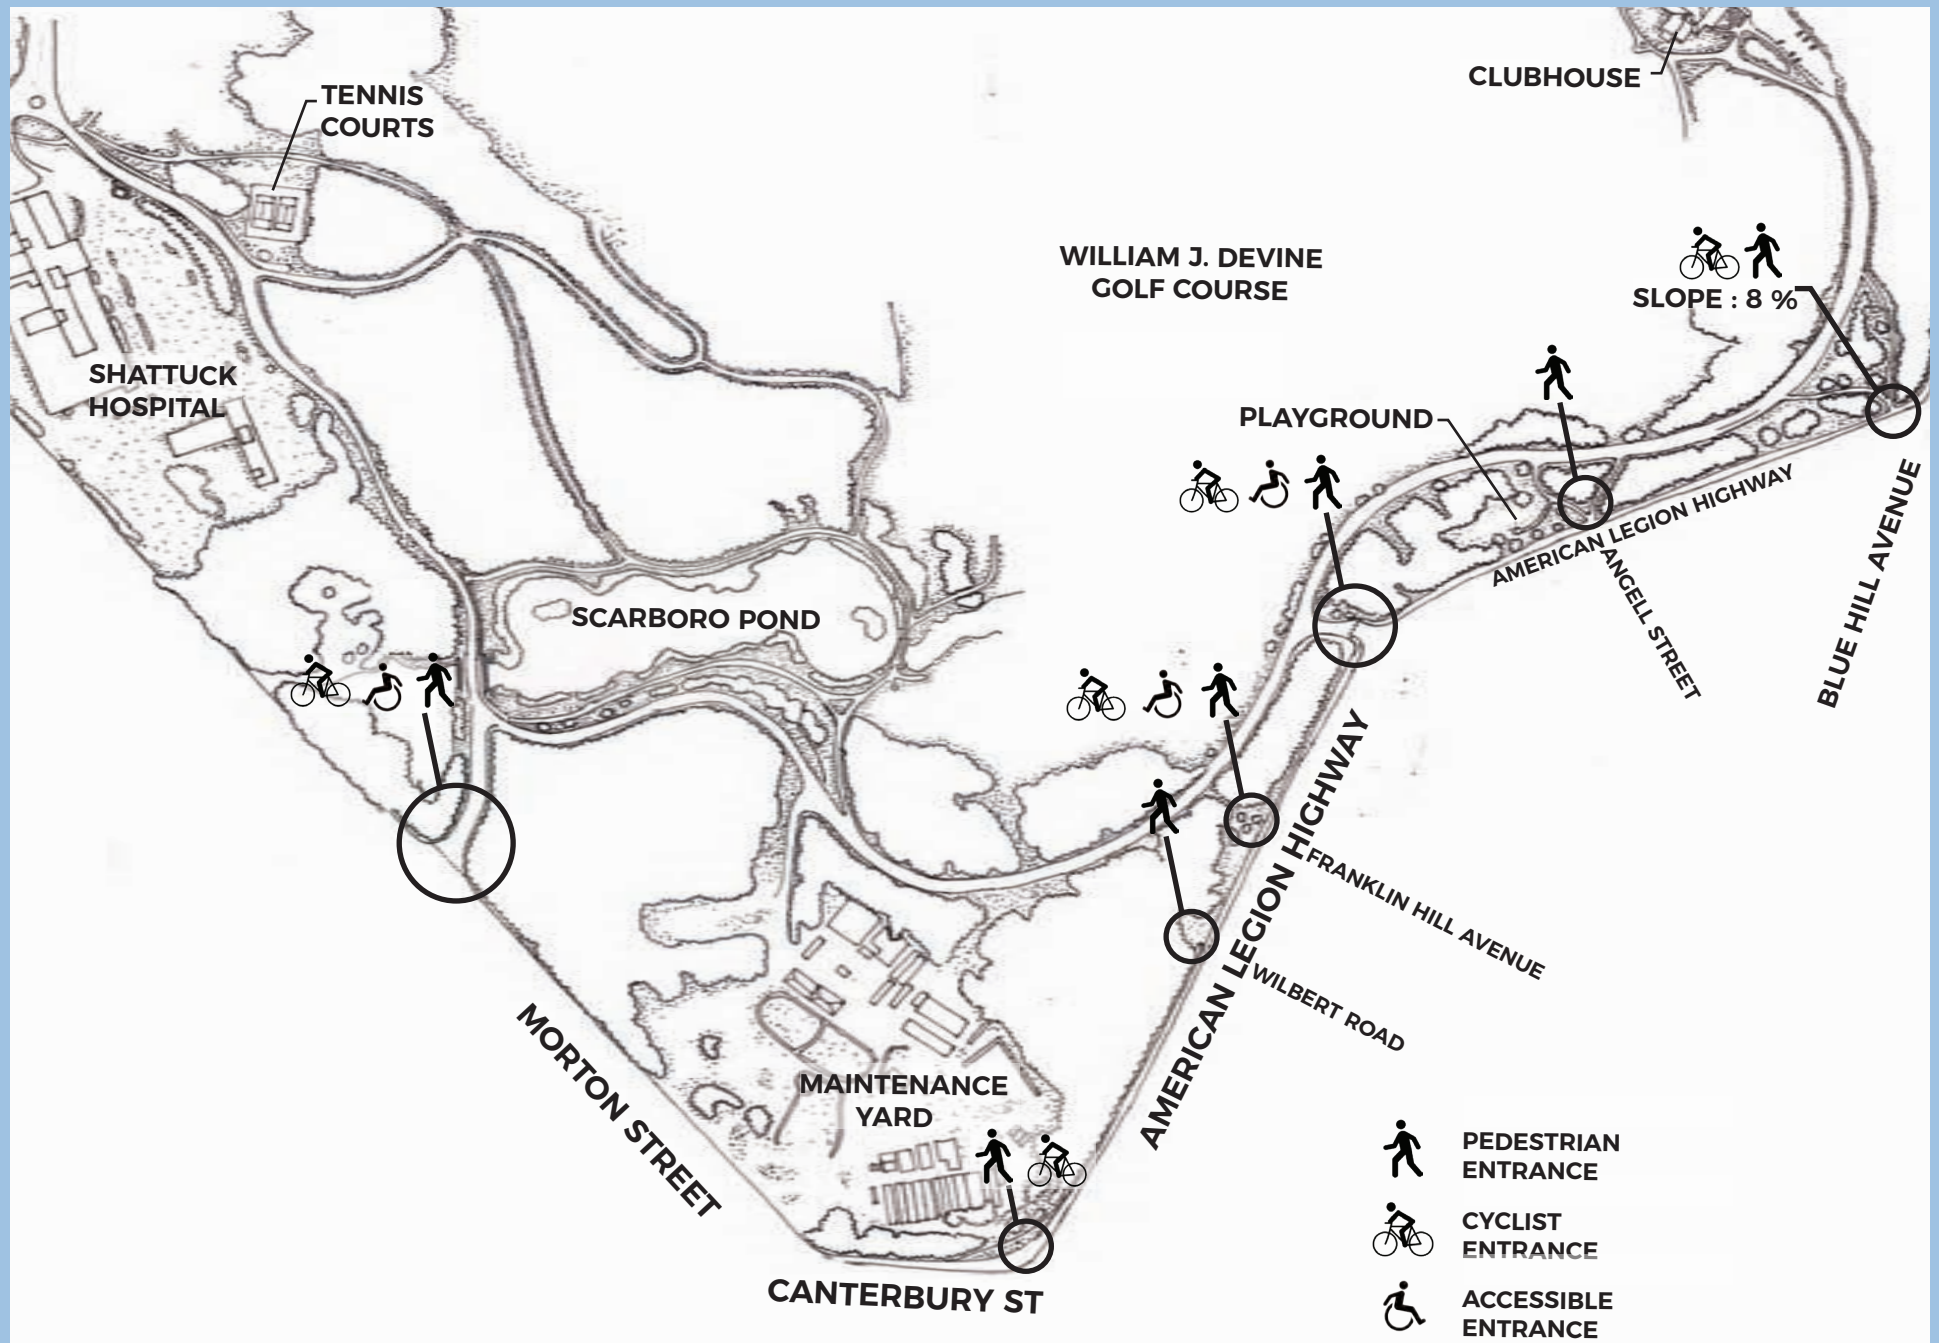 CLUBHOUSE
TENNIS
COURTS
WILLIAM J. DEVINE
GOLF COURSE
SLOPE : 8 %
SHATTUCK
HOSPITAL
PLAYGROUND
AMERICAN LEGION HIGHWAY
ANGELL STREET
BLUE HILL AVENUE
SCARBORO POND
AMERICAN LEGION HIGHWAY
FRANKLIN HILL AVENUE
WILBERT ROAD
MORTON STREET
MAINTENANCE
YARD
CANTERBURY ST
PEDESTRIAN
ENTRANCE
CYCLIST
ENTRANCE
ACCESSIBLE
ENTRANCE